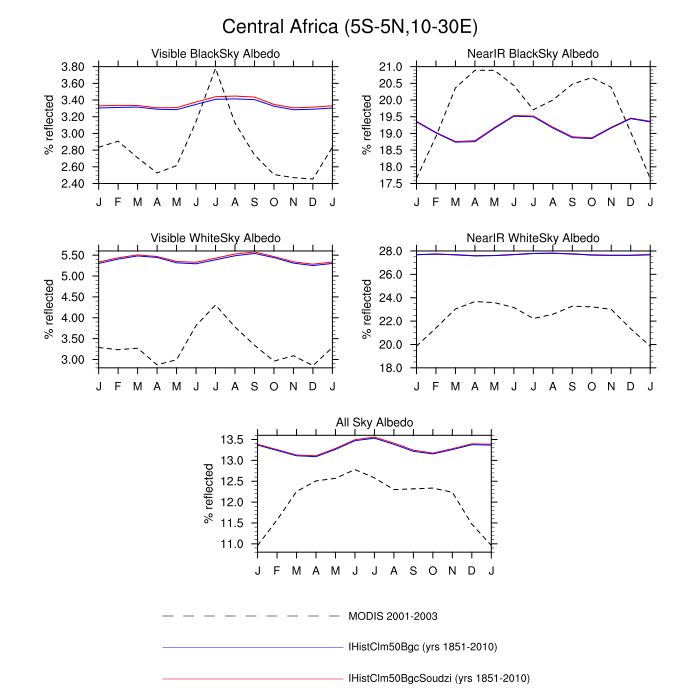 Central Africa (5S-5N,10-30E)
Visible BlackSky Albedo
% reflected
3.80
3.60
3.40
3.20
3.00
2.80
2.60
2.40
J F M A M J J A S O N D J
NearIR BlackSky Albedo
% reflected
21.0
20.5
20.0
19.5
19.0
18.5
18.0
17.5
J F M A M J J A S O N D J
Visible WhiteSky Albedo
% reflected
5.50
5.00
4.50
4.00
3.50
3.00
J F M A M J J A S O N D J
NearIR WhiteSky Albedo
% reflected
28.0
26.0
24.0
22.0
20.0
18.0
J F M A M J J A S O N D J
All Sky Albedo
% reflected
13.5
13.0
12.5
12.0
11.5
11.0
J F M A M J J A S O N D J
MODIS 2001-2003
IHistClm50Bgc (yrs 1851-2010)
IHistClm50BgcSoudzi (yrs 1851-2010)